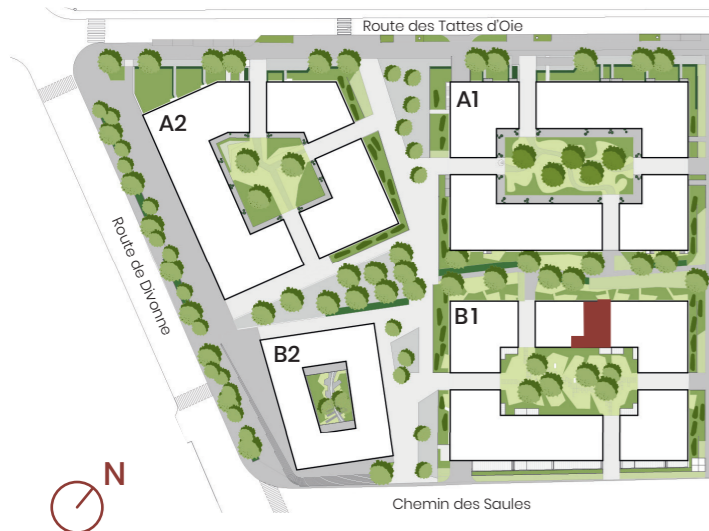 Route des Tattes d'Oie
A1
A2
Route de Divonne
B1
B2
N
Chemin des Saules